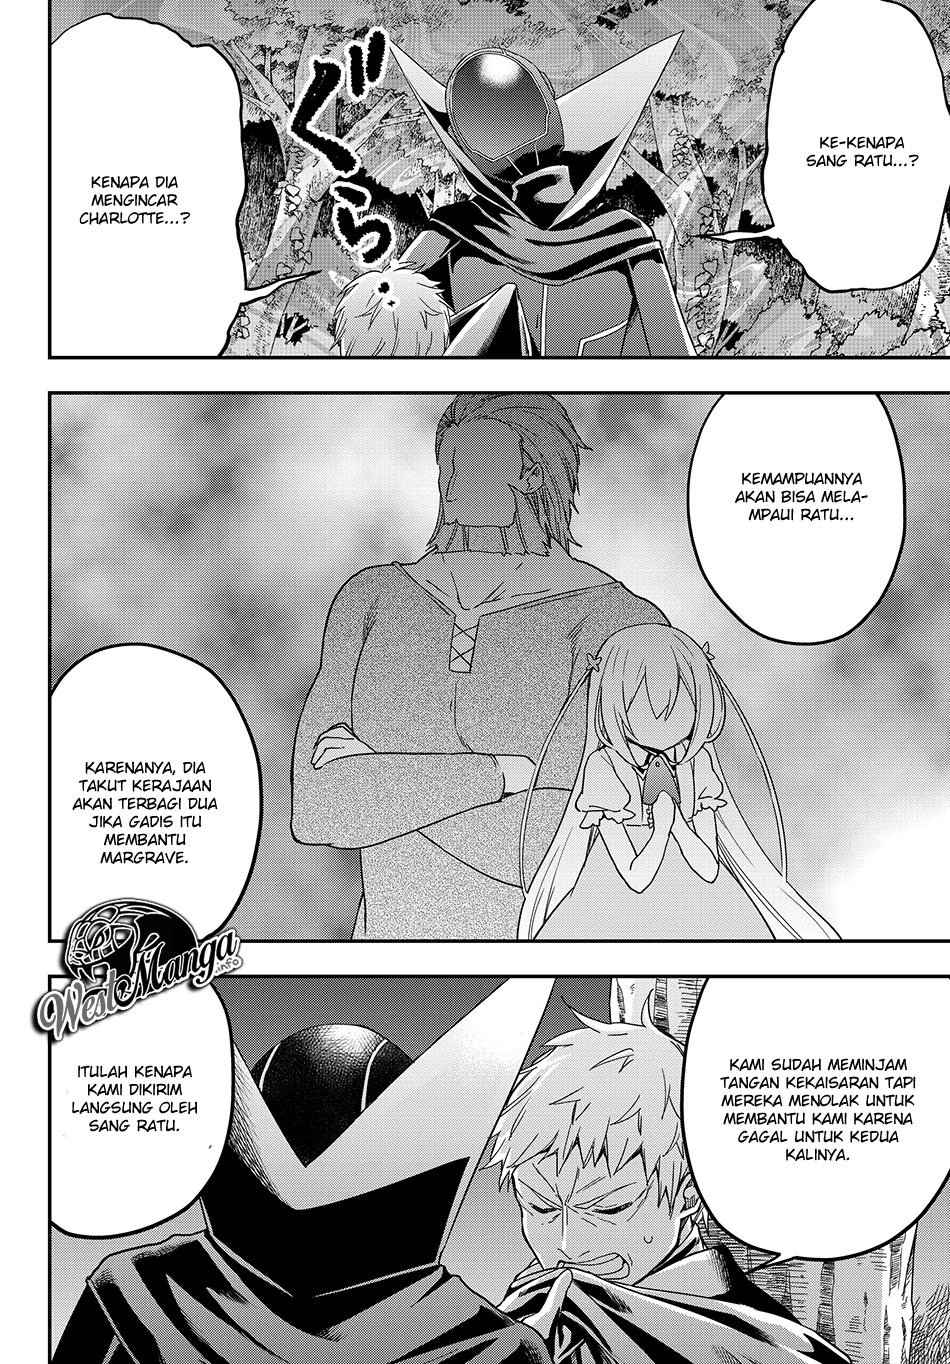 KE-KENAPA
SANG RATU...?
ぐら
KENAPA DIA
MENGINCAR
CHARLOTTE...?
KEMAMPUANNYA
AKAN BISA MELA-
MPAUI RATU...
KARENANYA, DIA
TAKUT KERAJAAN
AKAN TERBAGI DUA
JIKA GADIS ITU
MEMBANTU
MARGRAVE.
WestManga
.info
KAMI SUDAH MEMINJAM
TANGAN KEKAISARAN TAPI
MEREKA MENOLAK UNTUK
MEMBANTU KAMI KARENA
GAGAL UNTUK KEDUA
KALINYA.
ITULAH KENAPA
KAMI DIKIRIM
LANGSUNG OLEH
SANG RATU.